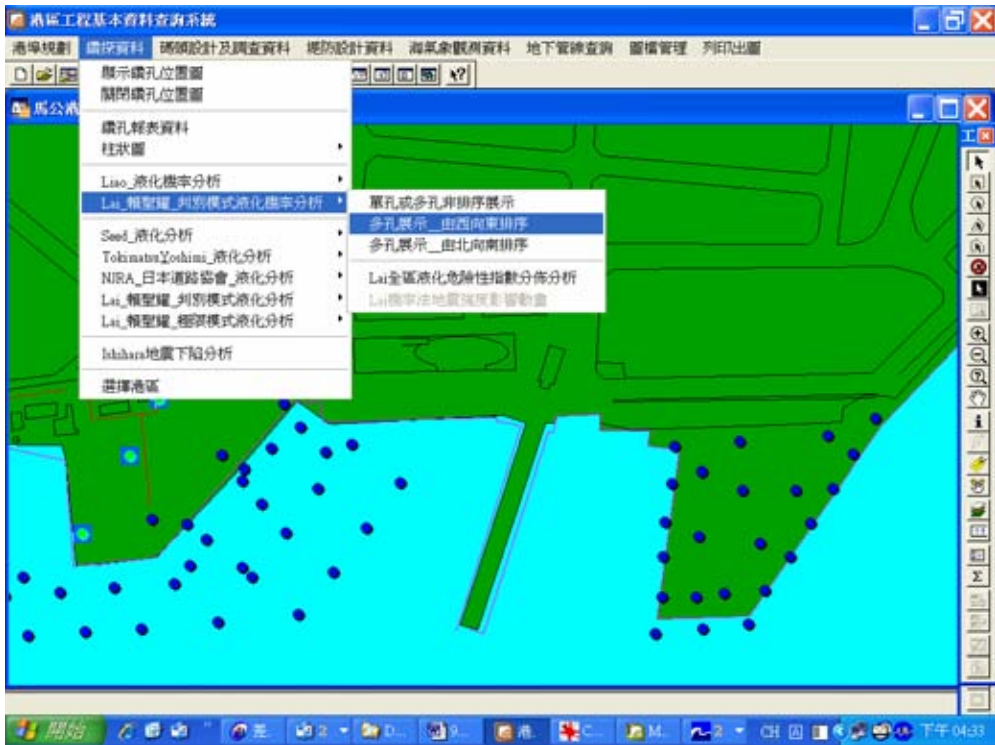 港區工程基本資料查詢系統
港埠規劃 鑽探資料 碼頭設計及調查資料 堤防設計資料 海氣象觀測資料 地下管線查詢 圖檔管理 列印出圖
顯示鑽孔位置圖
關閉鑽孔位置圖
馬公港
鑽孔報表資料
柱狀圖
Liao_液化機率分析
Lai_賴聖耀_判別模式液化機率分析
單孔或多孔非排序展示
多孔展示__由西向東排序
多孔展示__由北向南排序
Lai全區液化危險性指數分佈分析
Lai機率法地震強度影響動畫
Seed_液化分析
TokimatsuYoshimi_液化分析
NJRA_日本道路協會_液化分析
Lai_賴聖耀_判別模式液化分析
Lai_賴聖耀_極限模式液化分析
Ishihara地震下陷分析
選擇港區
開始
2
D...
9...
港.
C...
M..
2
CH
下午 04:33